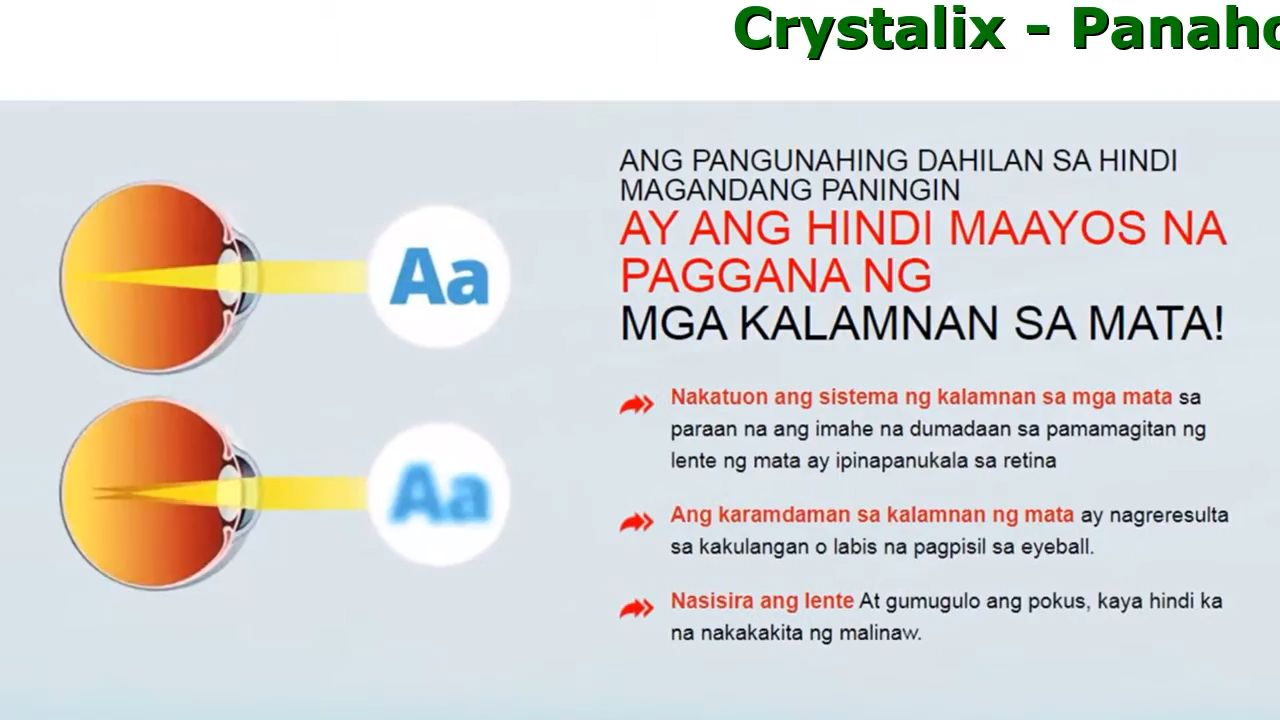 Crystalix - Panaho
ANG PANGUNAHING DAHILAN SA HINDI
MAGANDANG PANINGIN
AY ANG HINDI MAAYOS NA
PAGGANA NG
MGA KALAMNAN SA MATA!
Aa
Aa
Nakatuon ang sistema ng kalamnan sa mga mata sa
paraan na ang imahe na dumadaan sa pamamagitan ng
lente ng mata ay ipinapanukala sa retina
Ang karamdaman sa kalamnan ng mata ay nagreresulta
sa kakulangan o labis na pagpisil sa eyeball.
Nasisira ang lente At gumugulo ang pokus, kaya hindi ka
na nakakakita ng malinaw.